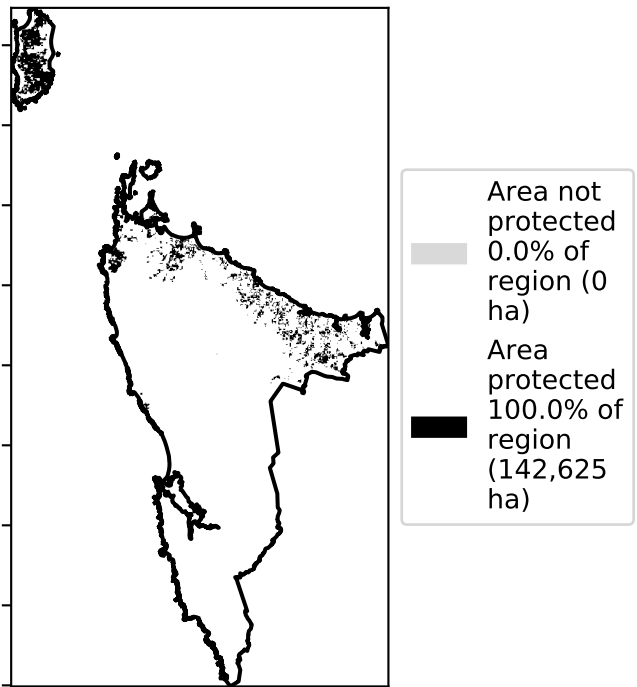 Area not
protected
0.0% of
region (0
ha)
Area
protected
100.0% of
region
(142,625
ha)